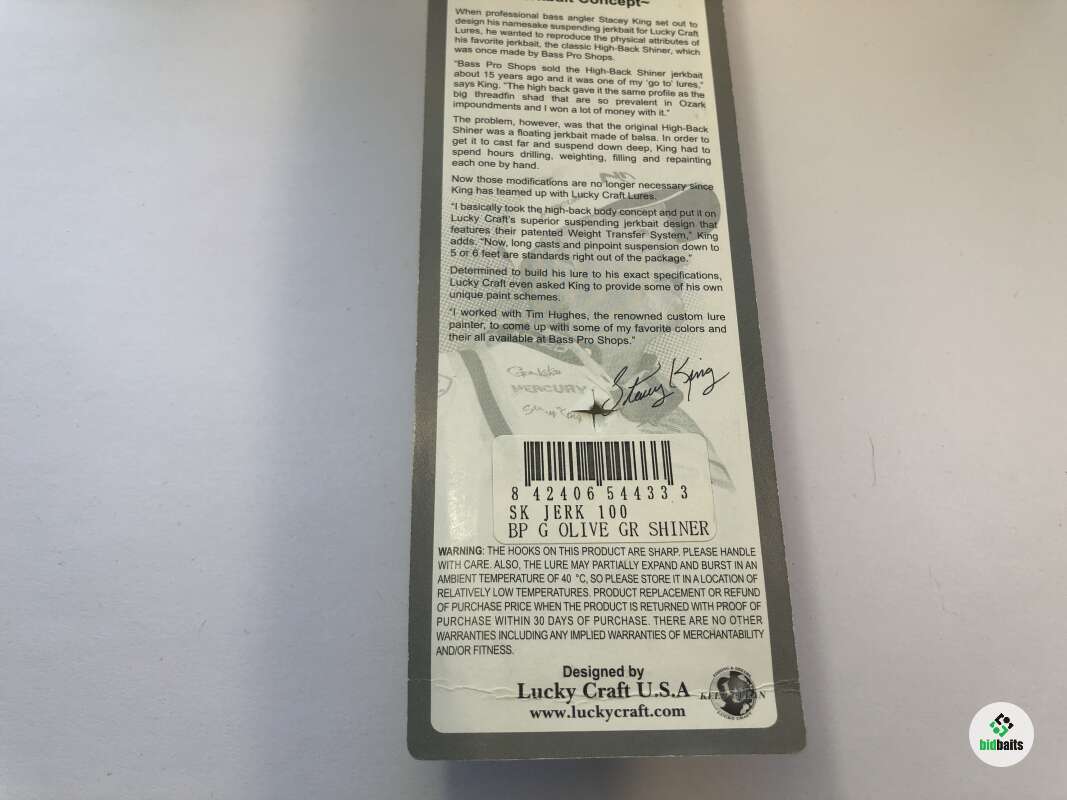 Jerkbait Concept~
When professional bass angler Stacey King set out to
design his namesake suspending jerkbait for Lucky Craft
Lures, he wanted to reproduce the physical attributes of
his favorite jerkbait, the classic High-Back Shiner, which
was once made by Bass Pro Shops.
"Bass Pro Shops sold the High-Back Shiner jerkbait
about 15 years ago and it was one of my 'go to' lures,"
says King. "The high back gave it the same profile as the
big threadfin shad that are so prevalent in Ozark
impoundments and I won a lot of money with it."
The problem, however, was that the original High-Back
Shiner was a floating jerkbait made of balsa. In order to
get it to cast far and suspend down deep, King had to
spend hours drilling, weighting, filling and repainting
each one by hand.
Now those modifications are no longer necessary since
King has teamed up with Lucky Craft Lures.
"I basically took the high-back body concept and put it on
Lucky Craft's superior suspending jerkbait design that
features their patented Weight Transfer System," King
adds. "Now, long casts and pinpoint suspension down to
5 or 6 feet are standards right out of the package."
Determined to build his lure to his exact specifications,
Lucky Craft even asked King to provide some of his own
unique paint schemes.
"I worked with Tim Hughes, the renowned custom lure
painter, to come up with some of my favorite colors and
their all available at Bass Pro Shops."
Stacey King
MERCURY
8 42406 54433 3
SK JERK 100
BP G OLIVE GR SHINER
WARNING: THE HOOKS ON THIS PRODUCT ARE SHARP. PLEASE HANDLE
WITH CARE. ALSO, THE LURE MAY PARTIALLY EXPAND AND BURST IN AN
AMBIENT TEMPERATURE OF 40 °C, SO PLEASE STORE IT IN A LOCATION OF
RELATIVELY LOW TEMPERATURES. PRODUCT REPLACEMENT OR REFUND
OF PURCHASE PRICE WHEN THE PRODUCT IS RETURNED WITH PROOF OF
PURCHASE WITHIN 30 DAYS OF PURCHASE. THERE ARE NO OTHER
WARRANTIES INCLUDING ANY IMPLIED WARRANTIES OF MERCHANTABILITY
AND/OR FITNESS.
Designed by
Lucky Craft U.S.A
www.luckycraft.com
bidbaits